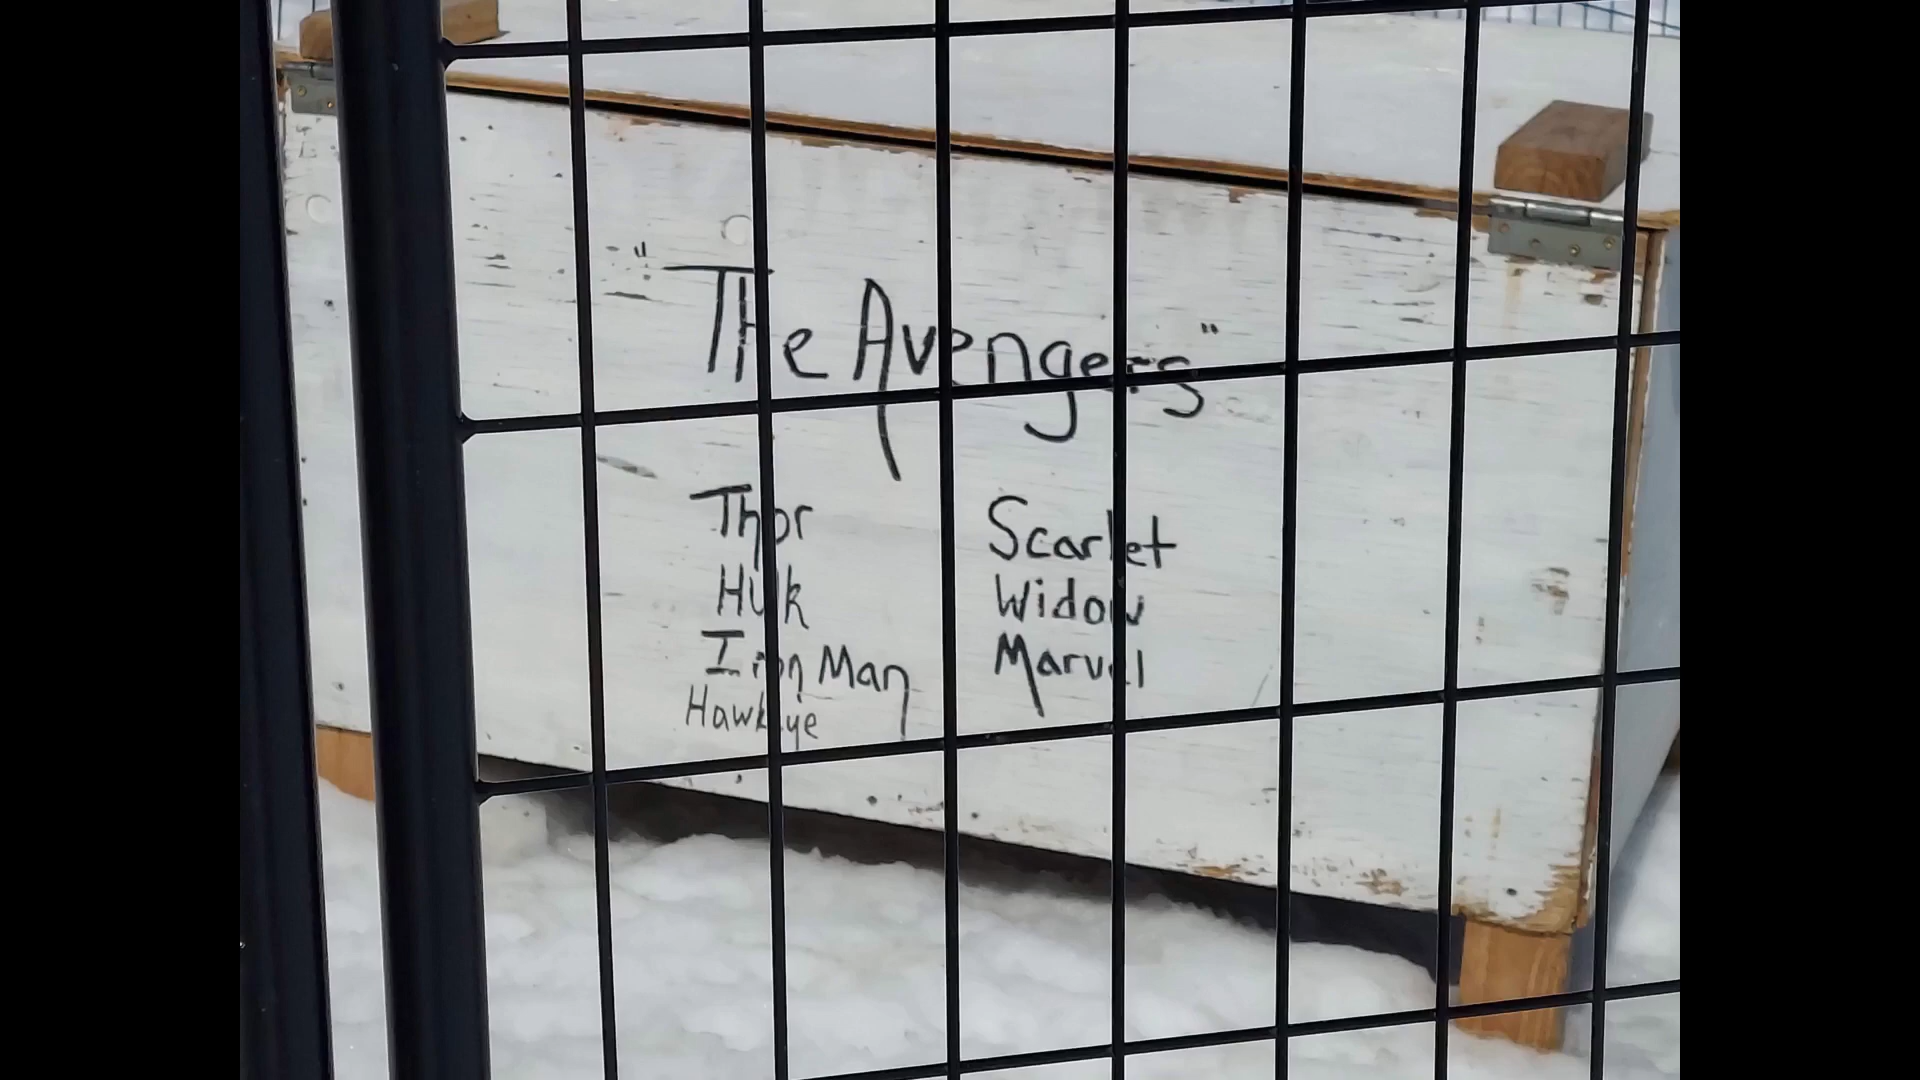 "The Avengers"
Thor
Hulk
Iron Man
Hawkeye
Scarlet
Widow
Marvel